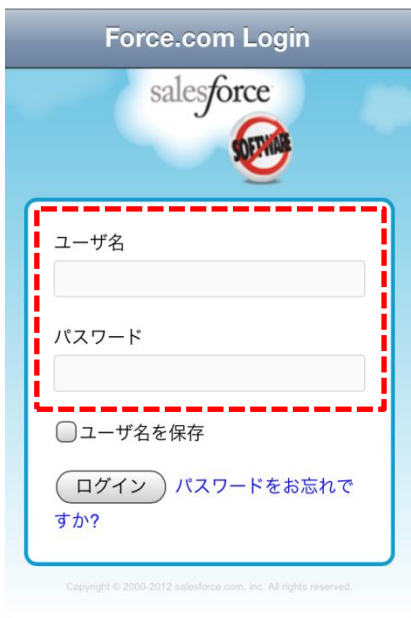 Force.com Login
salesforce
SOFTWARE
ユーザ名
パスワード
ユーザ名を保存
ログイン パスワードをお忘れで
すか?
Copyright © 2000-2012 salesforce.com, inc. All rights reserved.